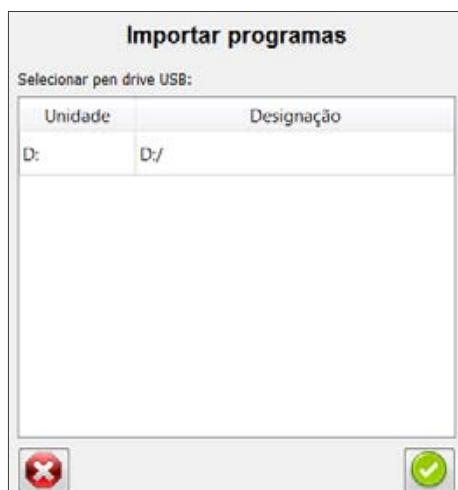 Importar programas
Selecionar pen drive USB:
Unidade Designação
D: D:/